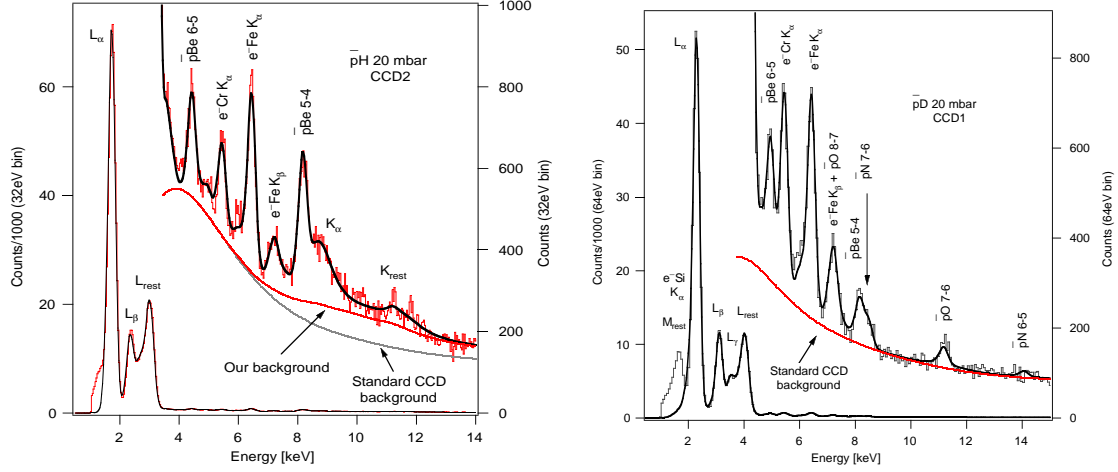 1000
800
600
400
200
0
Counts (32eV bin)
60
40
20
0
Counts/1000 (32eV bin)
2 4 6 8 10 12 14
Energy [keV]
p̄H 20 mbar
CCD2
Lα
Lβ
Lrest
p̄Be 6-5
e⁻Cr Kα
e⁻Fe Kα
e⁻Fe Kβ
p̄Be 5-4
Kα
Krest
Our background
Standard CCD
background
50
40
30
20
10
0
Counts/1000 (64eV bin)
800
600
400
200
0
Counts (64eV bin)
2 4 6 8 10 12 14
Energy [keV]
p̄D 20 mbar
CCD1
Lα
e⁻Si
Kα
Mrest
Lβ
Lγ
Lrest
p̄Be 6-5
e⁻Cr Kα
e⁻Fe Kα
e⁻Fe Kβ + p̄O 8-7
p̄Be 5-4
p̄N 7-6
p̄O 7-6
p̄N 6-5
Standard CCD
background